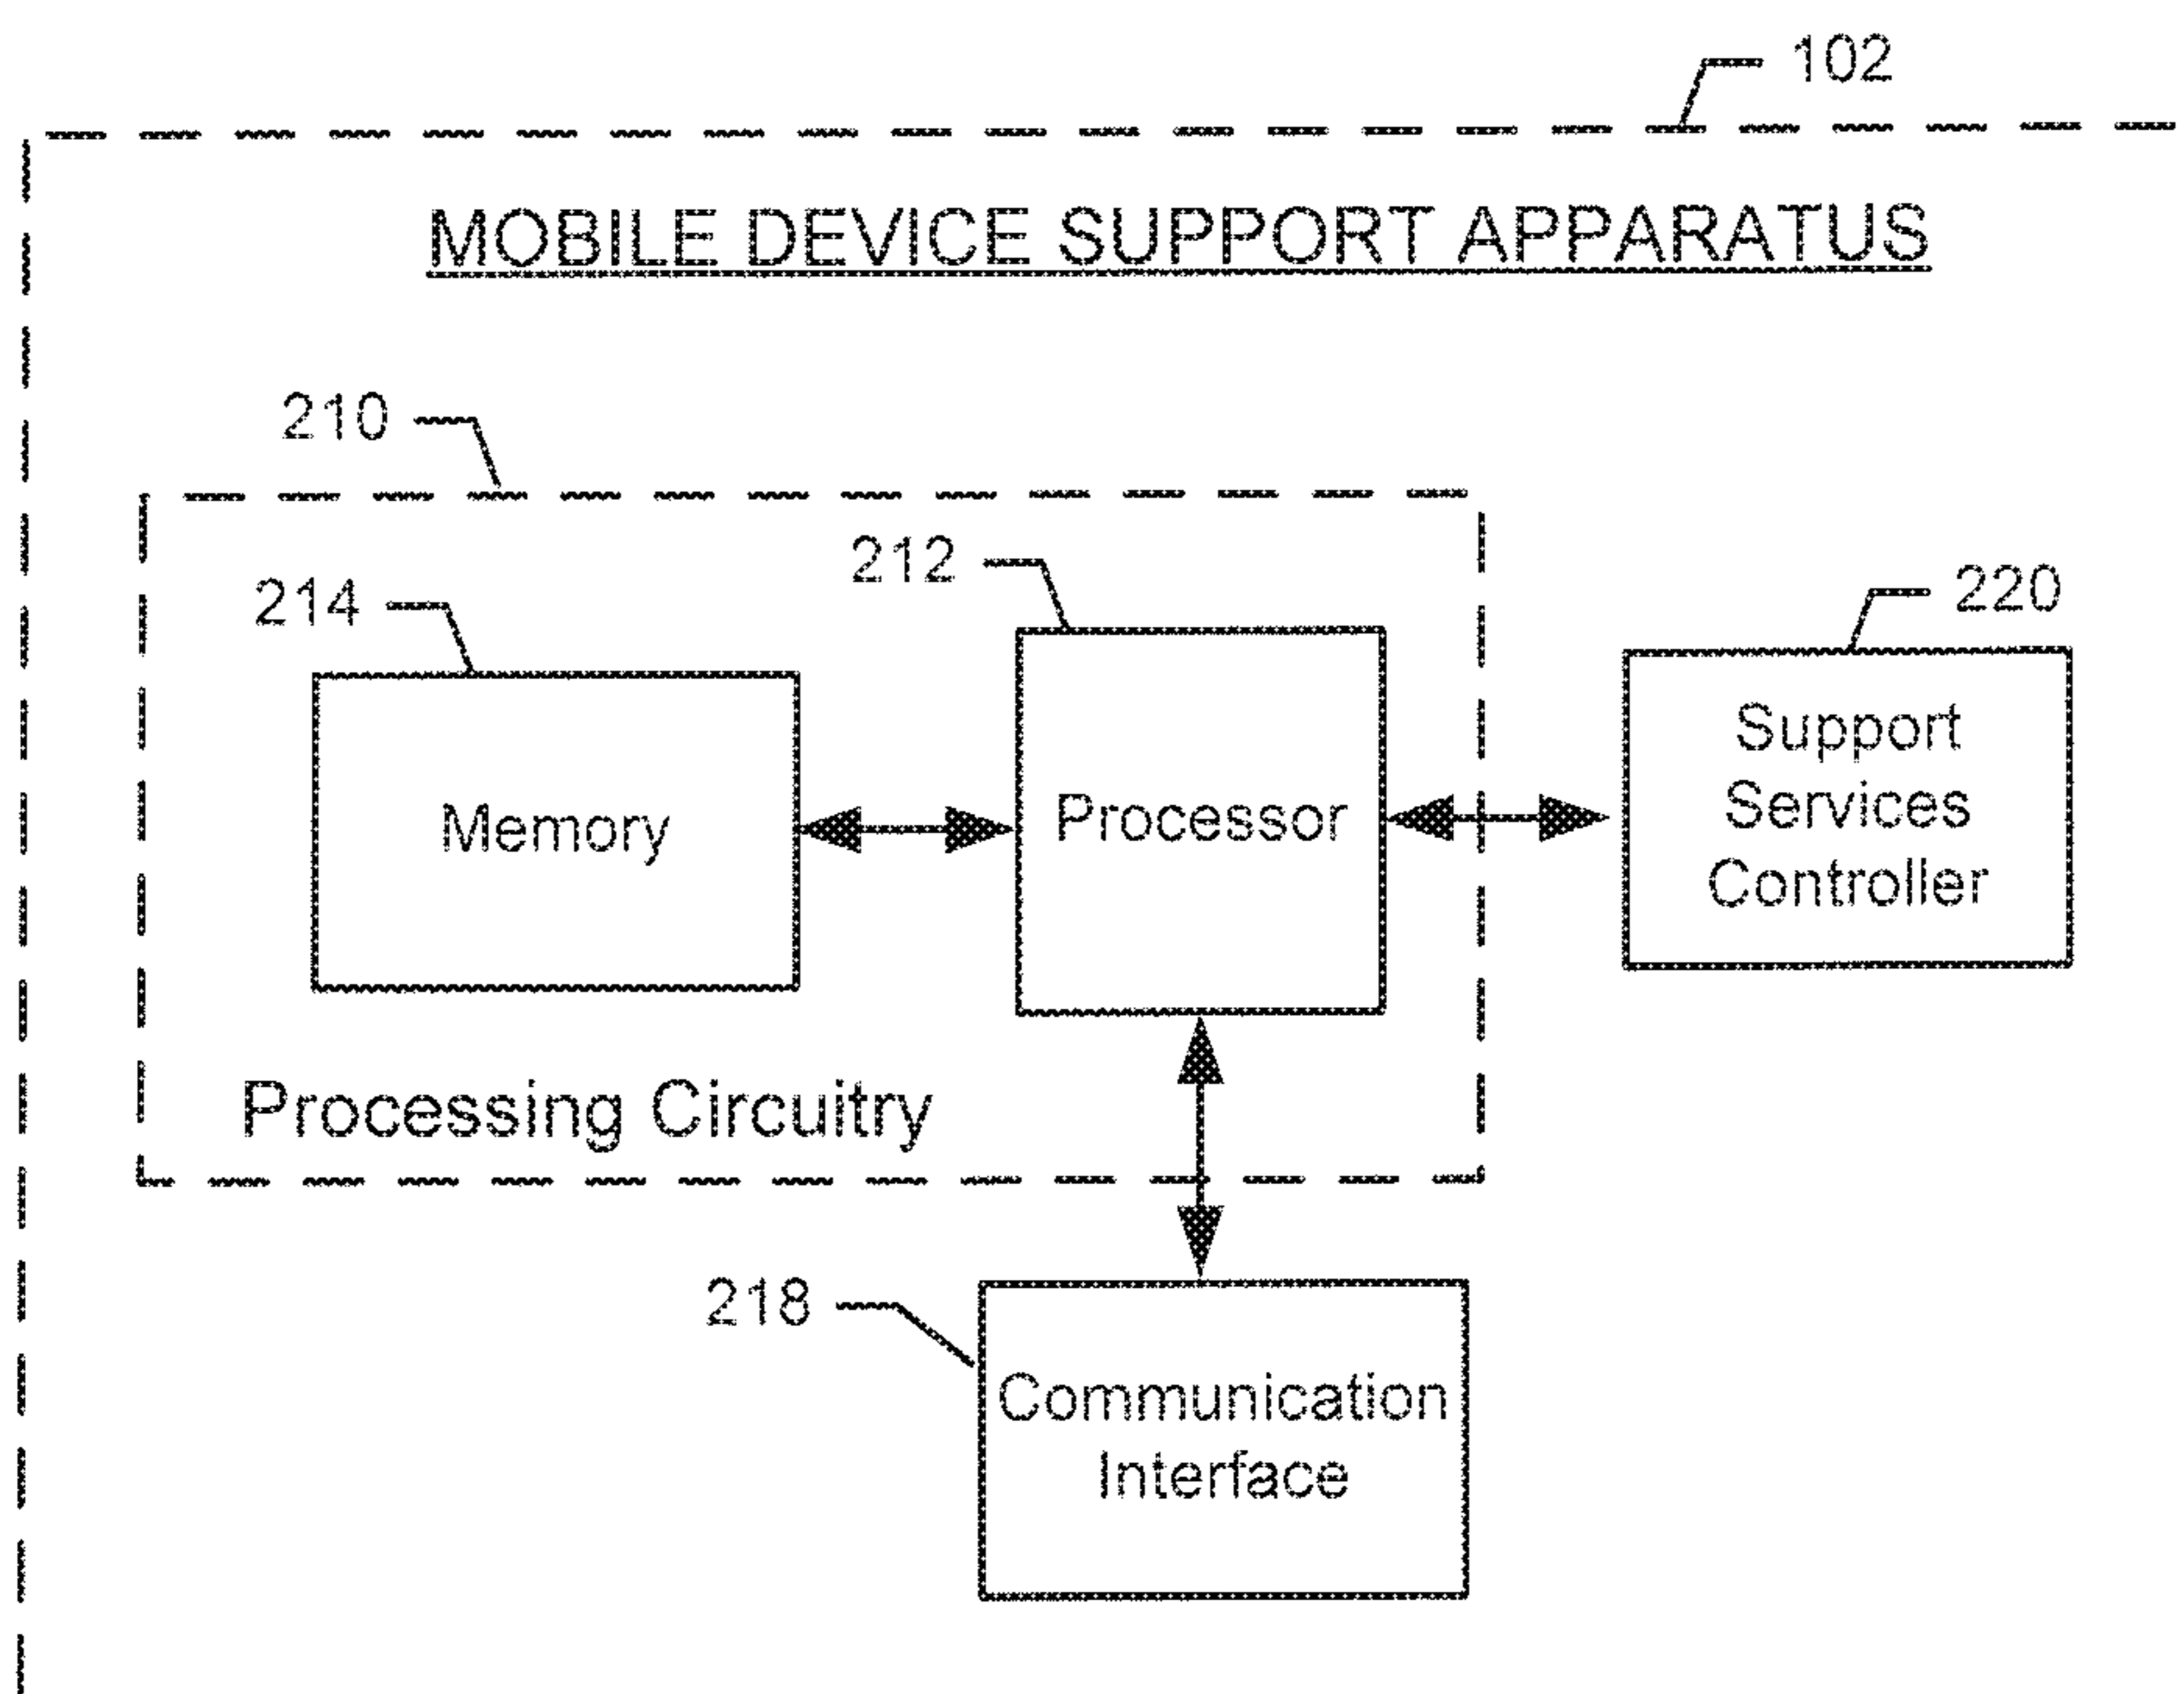 102
MOBILE DEVICE SUPPORT APPARATUS
210
212
214
220
Memory
Processor
Support
Services
Controller
Processing Circuitry
218
Communication
Interface